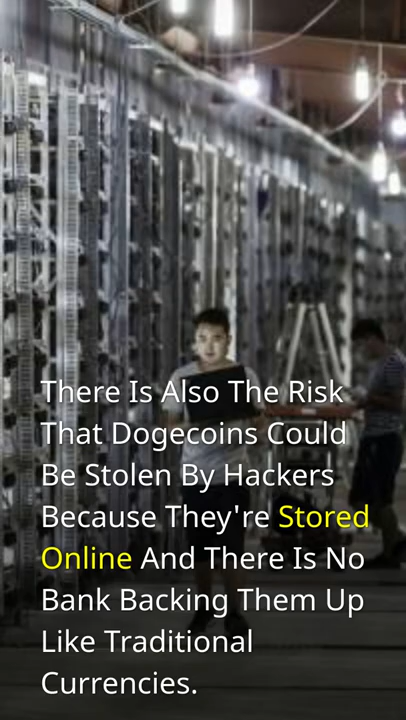 There Is Also The Risk
That Dogecoins Could
Be Stolen By Hackers
Because They're Stored
Online And There Is No
Bank Backing Them Up
Like Traditional
Currencies.